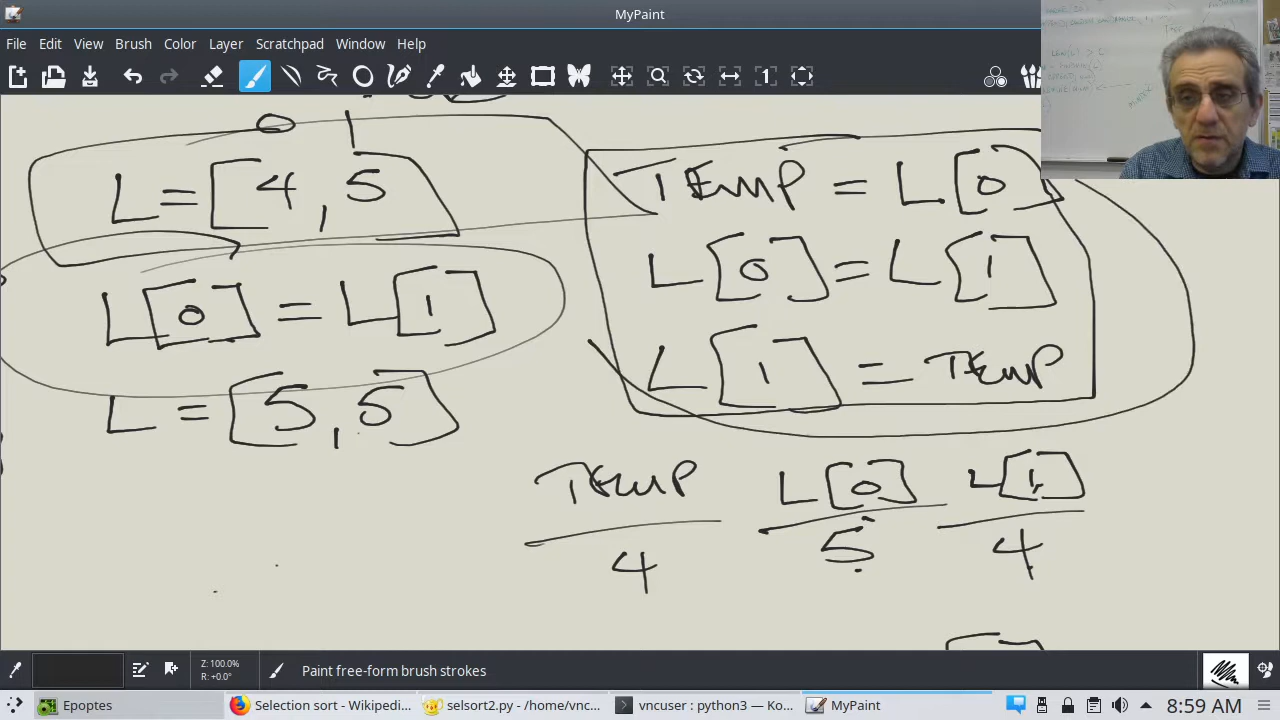 MyPaint
File Edit View Brush Color Layer Scratchpad Window Help
0 1
L = [4, 5]
L[0] = L[1]
L = [5, 5]
TEMP = L[0]
L[0] = L[1]
L[1] = TEMP
TEMP L[0] L[1]
4 5 4
Z: 100.0%
R: +0.0°
Paint free-form brush strokes
Epoptes
Selection Sort - Wikipedi...
selsort2.py - /home/vnc...
vncuser : python3 — Ko...
MyPaint
8:59 AM